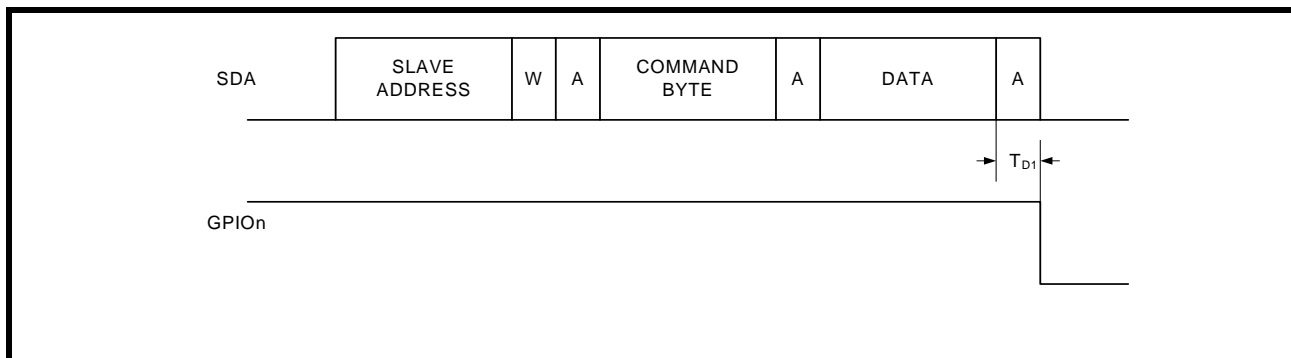 SDA
SLAVE
ADDRESS
W
A
COMMAND
BYTE
A
DATA
A
TD1
GPIOn